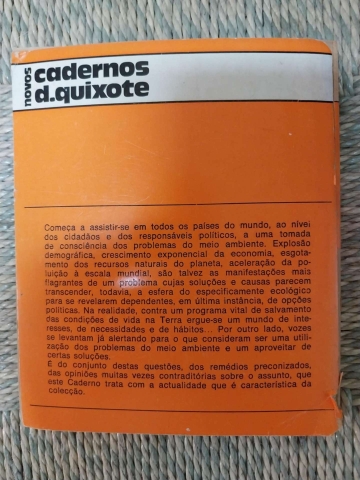 novos
cadernos
d.quixote
Começa a assistir-se em todos os países do mundo, ao nível
dos cidadãos e dos responsáveis políticos, a uma tomada
de consciência dos problemas do meio ambiente. Explosão
demográfica, crescimento exponencial da economia, esgota-
mento dos recursos naturais do planeta, aceleração da po-
luição à escala mundial, são talvez as manifestações mais
flagrantes de um problema cujas soluções e causas parecem
transcender, todavia, a esfera do especificamente ecológico
para se revelarem dependentes, em última instância, de opções
políticas. Na realidade, contra um programa vital de salvamento
das condições de vida na Terra ergue-se um mundo de inte-
resses, de necessidades e de hábitos... Por outro lado, vozes
se levantam já alertando para o que consideram ser uma utili-
zação dos problemas do meio ambiente e um aproveitar de
certas soluções.
É do conjunto destas questões, dos remédios preconizados,
das opiniões muitas vezes contraditórias sobre o assunto, que
este Caderno trata com a actualidade que é característica da
colecção.